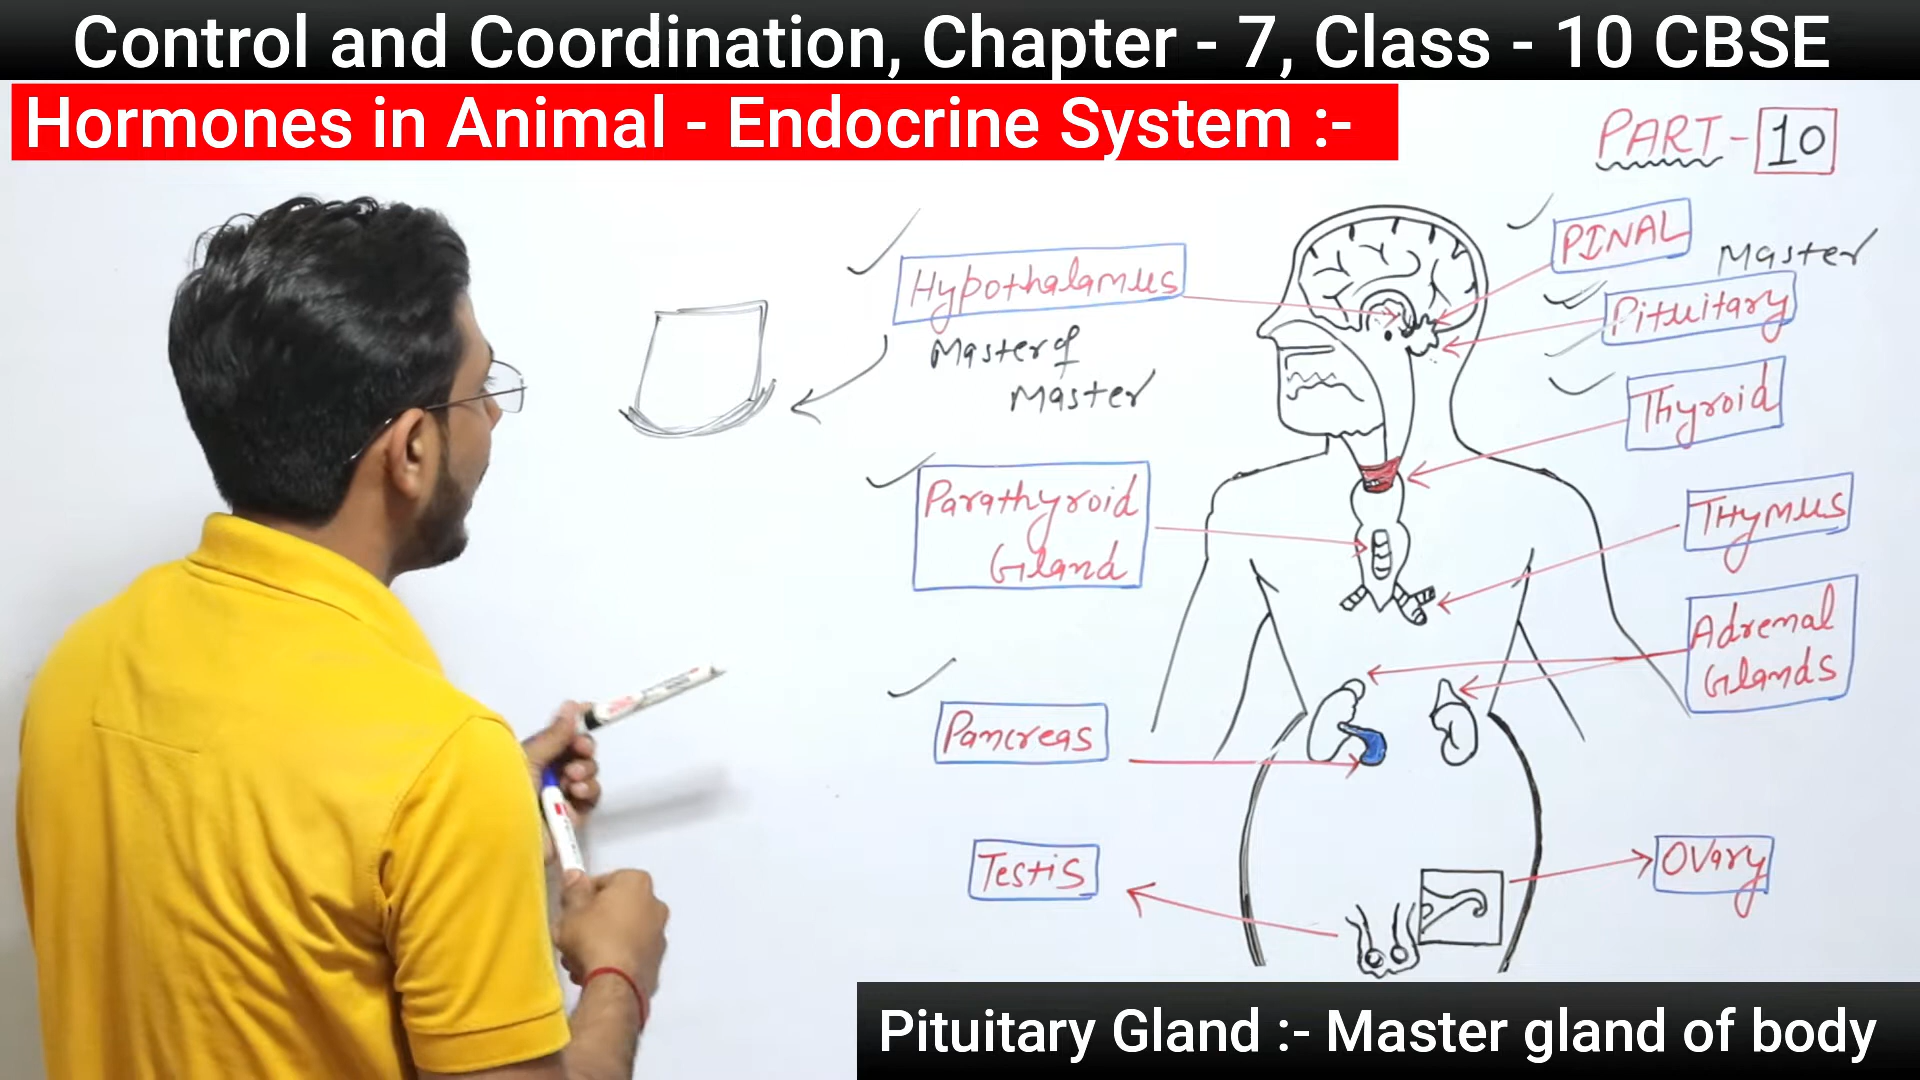 Control and Coordination, Chapter - 7, Class - 10 CBSE
Hormones in Animal - Endocrine System :-
PART - 10
PINAL
Master
Hypothalamus
Pituitary
Master of
Master
Thyroid
Parathyroid
Gland
THYMUS
Adrenal
Glands
Pancreas
Testis
Ovary
Pituitary Gland :- Master gland of body